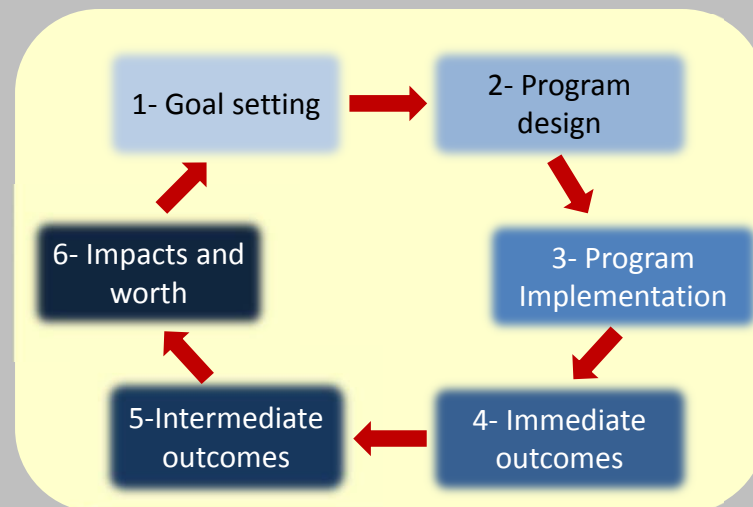 1- Goal setting
2- Program
design
3- Program
Implementation
4- Immediate
outcomes
5-Intermediate
outcomes
6- Impacts and
worth